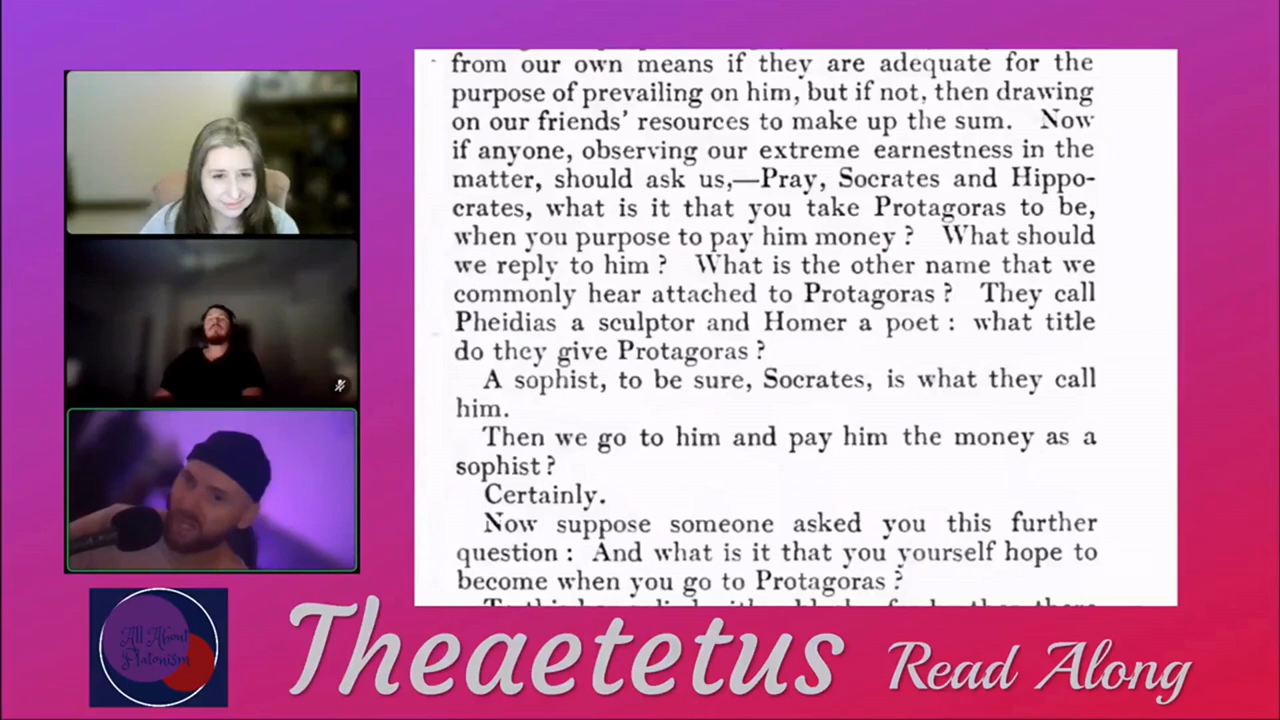 from our own means if they are adequate for the
purpose of prevailing on him, but if not, then drawing
on our friends' resources to make up the sum. Now
if anyone, observing our extreme earnestness in the
matter, should ask us,—Pray, Socrates and Hippo-
crates, what is it that you take Protagoras to be,
when you purpose to pay him money ? What should
we reply to him ? What is the other name that we
commonly hear attached to Protagoras ? They call
Pheidias a sculptor and Homer a poet : what title
do they give Protagoras ?
A sophist, to be sure, Socrates, is what they call
him.
Then we go to him and pay him the money as a
sophist ?
Certainly.
Now suppose someone asked you this further
question : And what is it that you yourself hope to
become when you go to Protagoras ?
All About
Platonism
Theaetetus Read Along